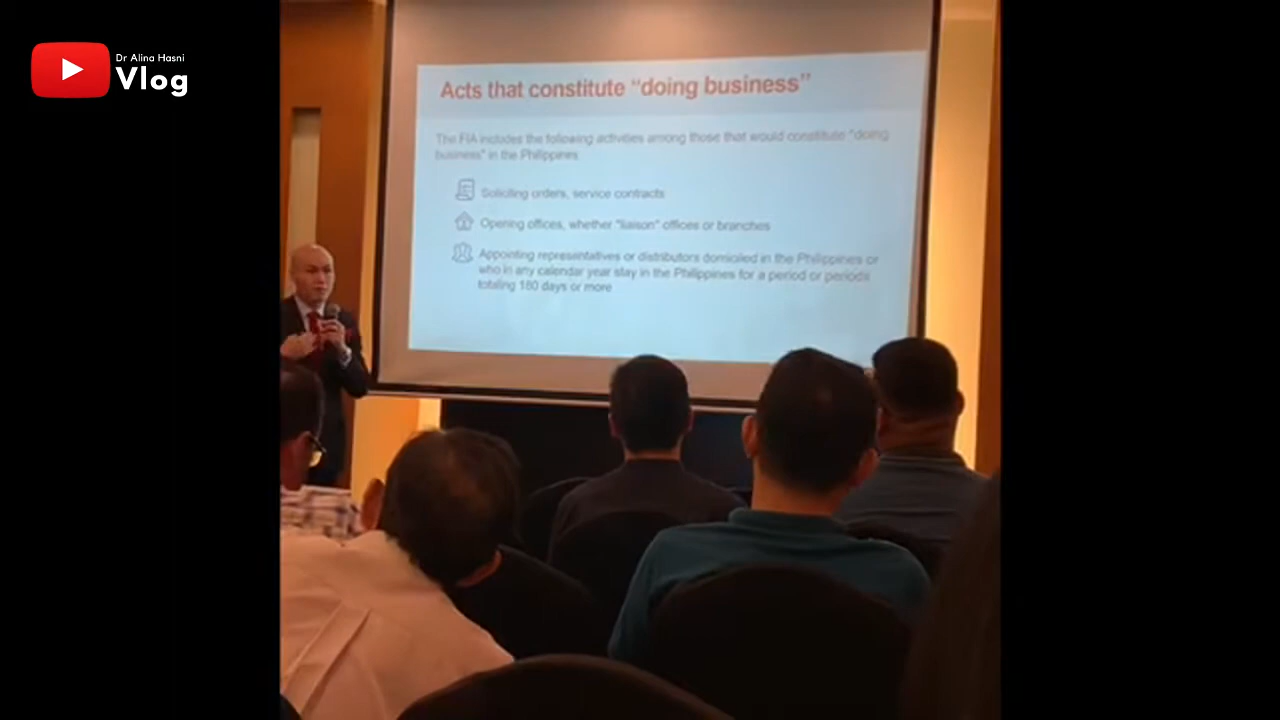 Dr Alina Hasni
Vlog
Acts that constitute “doing business”
The FIA includes the following activities among those that would constitute "doing
business" in the Philippines
Soliciting orders, service contracts
Opening offices, whether "liaison" offices or branches
Appointing representatives or distributors domiciled in the Philippines or
who in any calendar year stay in the Philippines for a period or periods
totaling 180 days or more